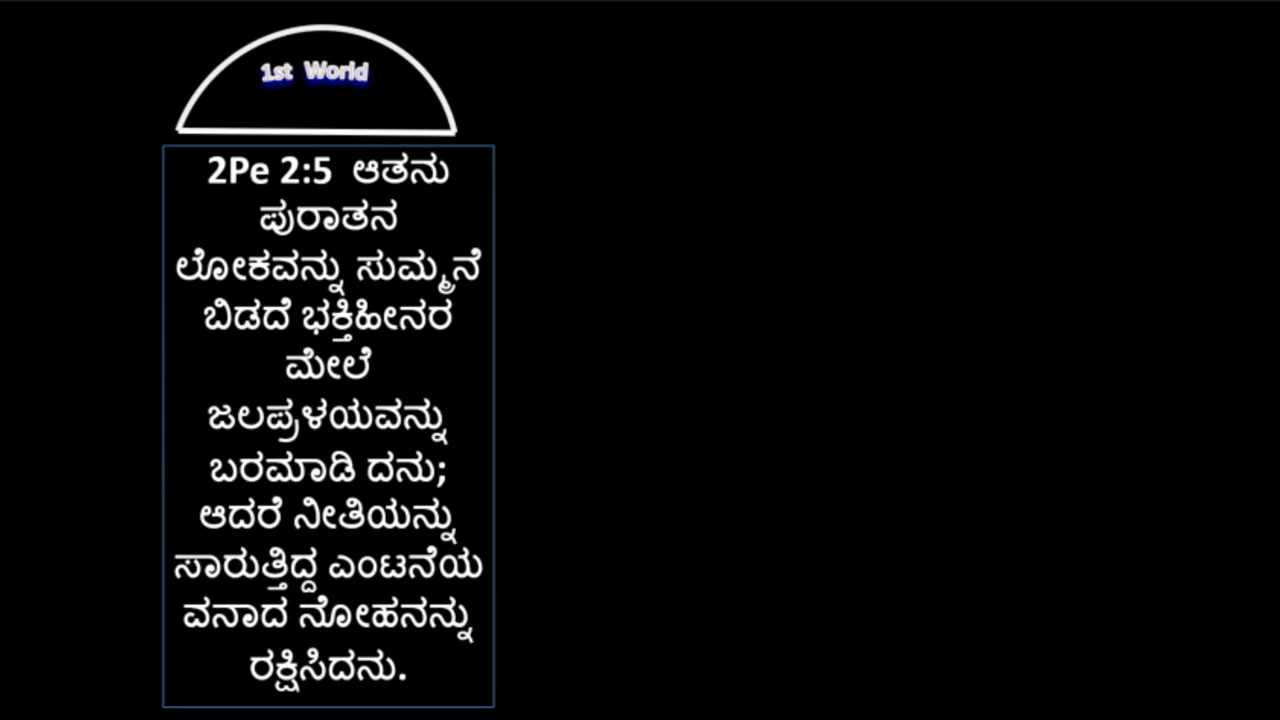 1st World
2Pe 2:5 ಆತನು
ಪುರಾತನ
ಲೋಕವನ್ನು ಸುಮ್ಮನೆ
ಬಿಡದೆ ಭಕ್ತಿಹೀನರ
ಮೇಲೆ
ಜಲಪ್ರಳಯವನ್ನು
ಬರಮಾಡಿ ದನು;
ಆದರೆ ನೀತಿಯನ್ನು
ಸಾರುತ್ತಿದ್ದ ಎಂಟನೆಯ
ವನಾದ ನೋಹನನ್ನು
ರಕ್ಷಿಸಿದನು.